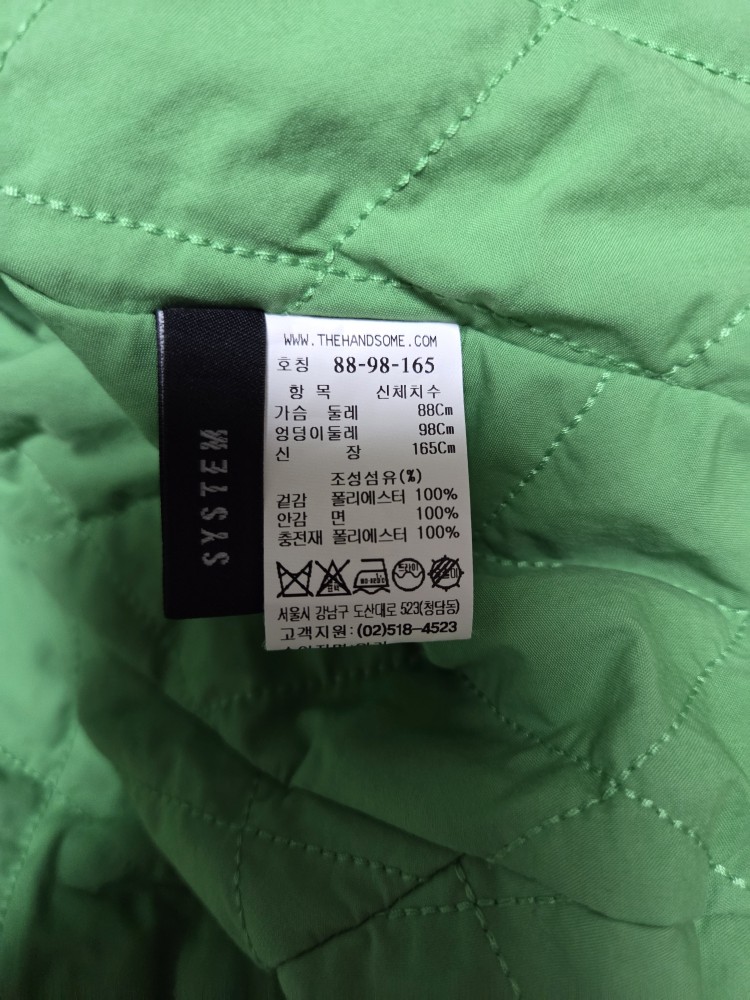 SYSTEM
WWW.THEHANDSOME.COM
호칭 88-98-165
항 목 신체치수
가슴 둘레 88Cm
엉덩이둘레 98Cm
신 장 165Cm
조성섬유(%)
겉감 폴리에스터 100%
안감 면 100%
충전재 폴리에스터 100%
드라이
서울시 강남구 도산대로 523(청담동)
고객지원: (02)518-4523